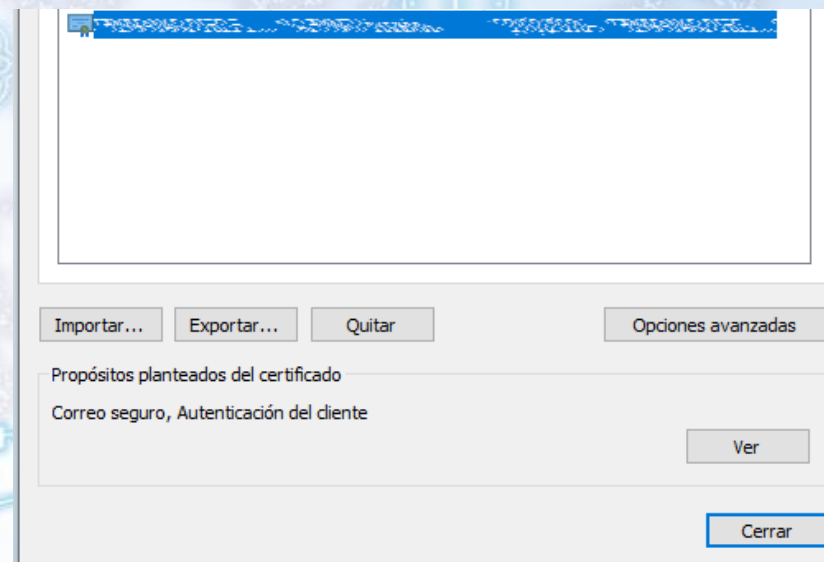 Importar... Exportar... Quitar Opciones avanzadas
Propósitos planteados del certificado
Correo seguro, Autenticación del cliente
Ver
Cerrar